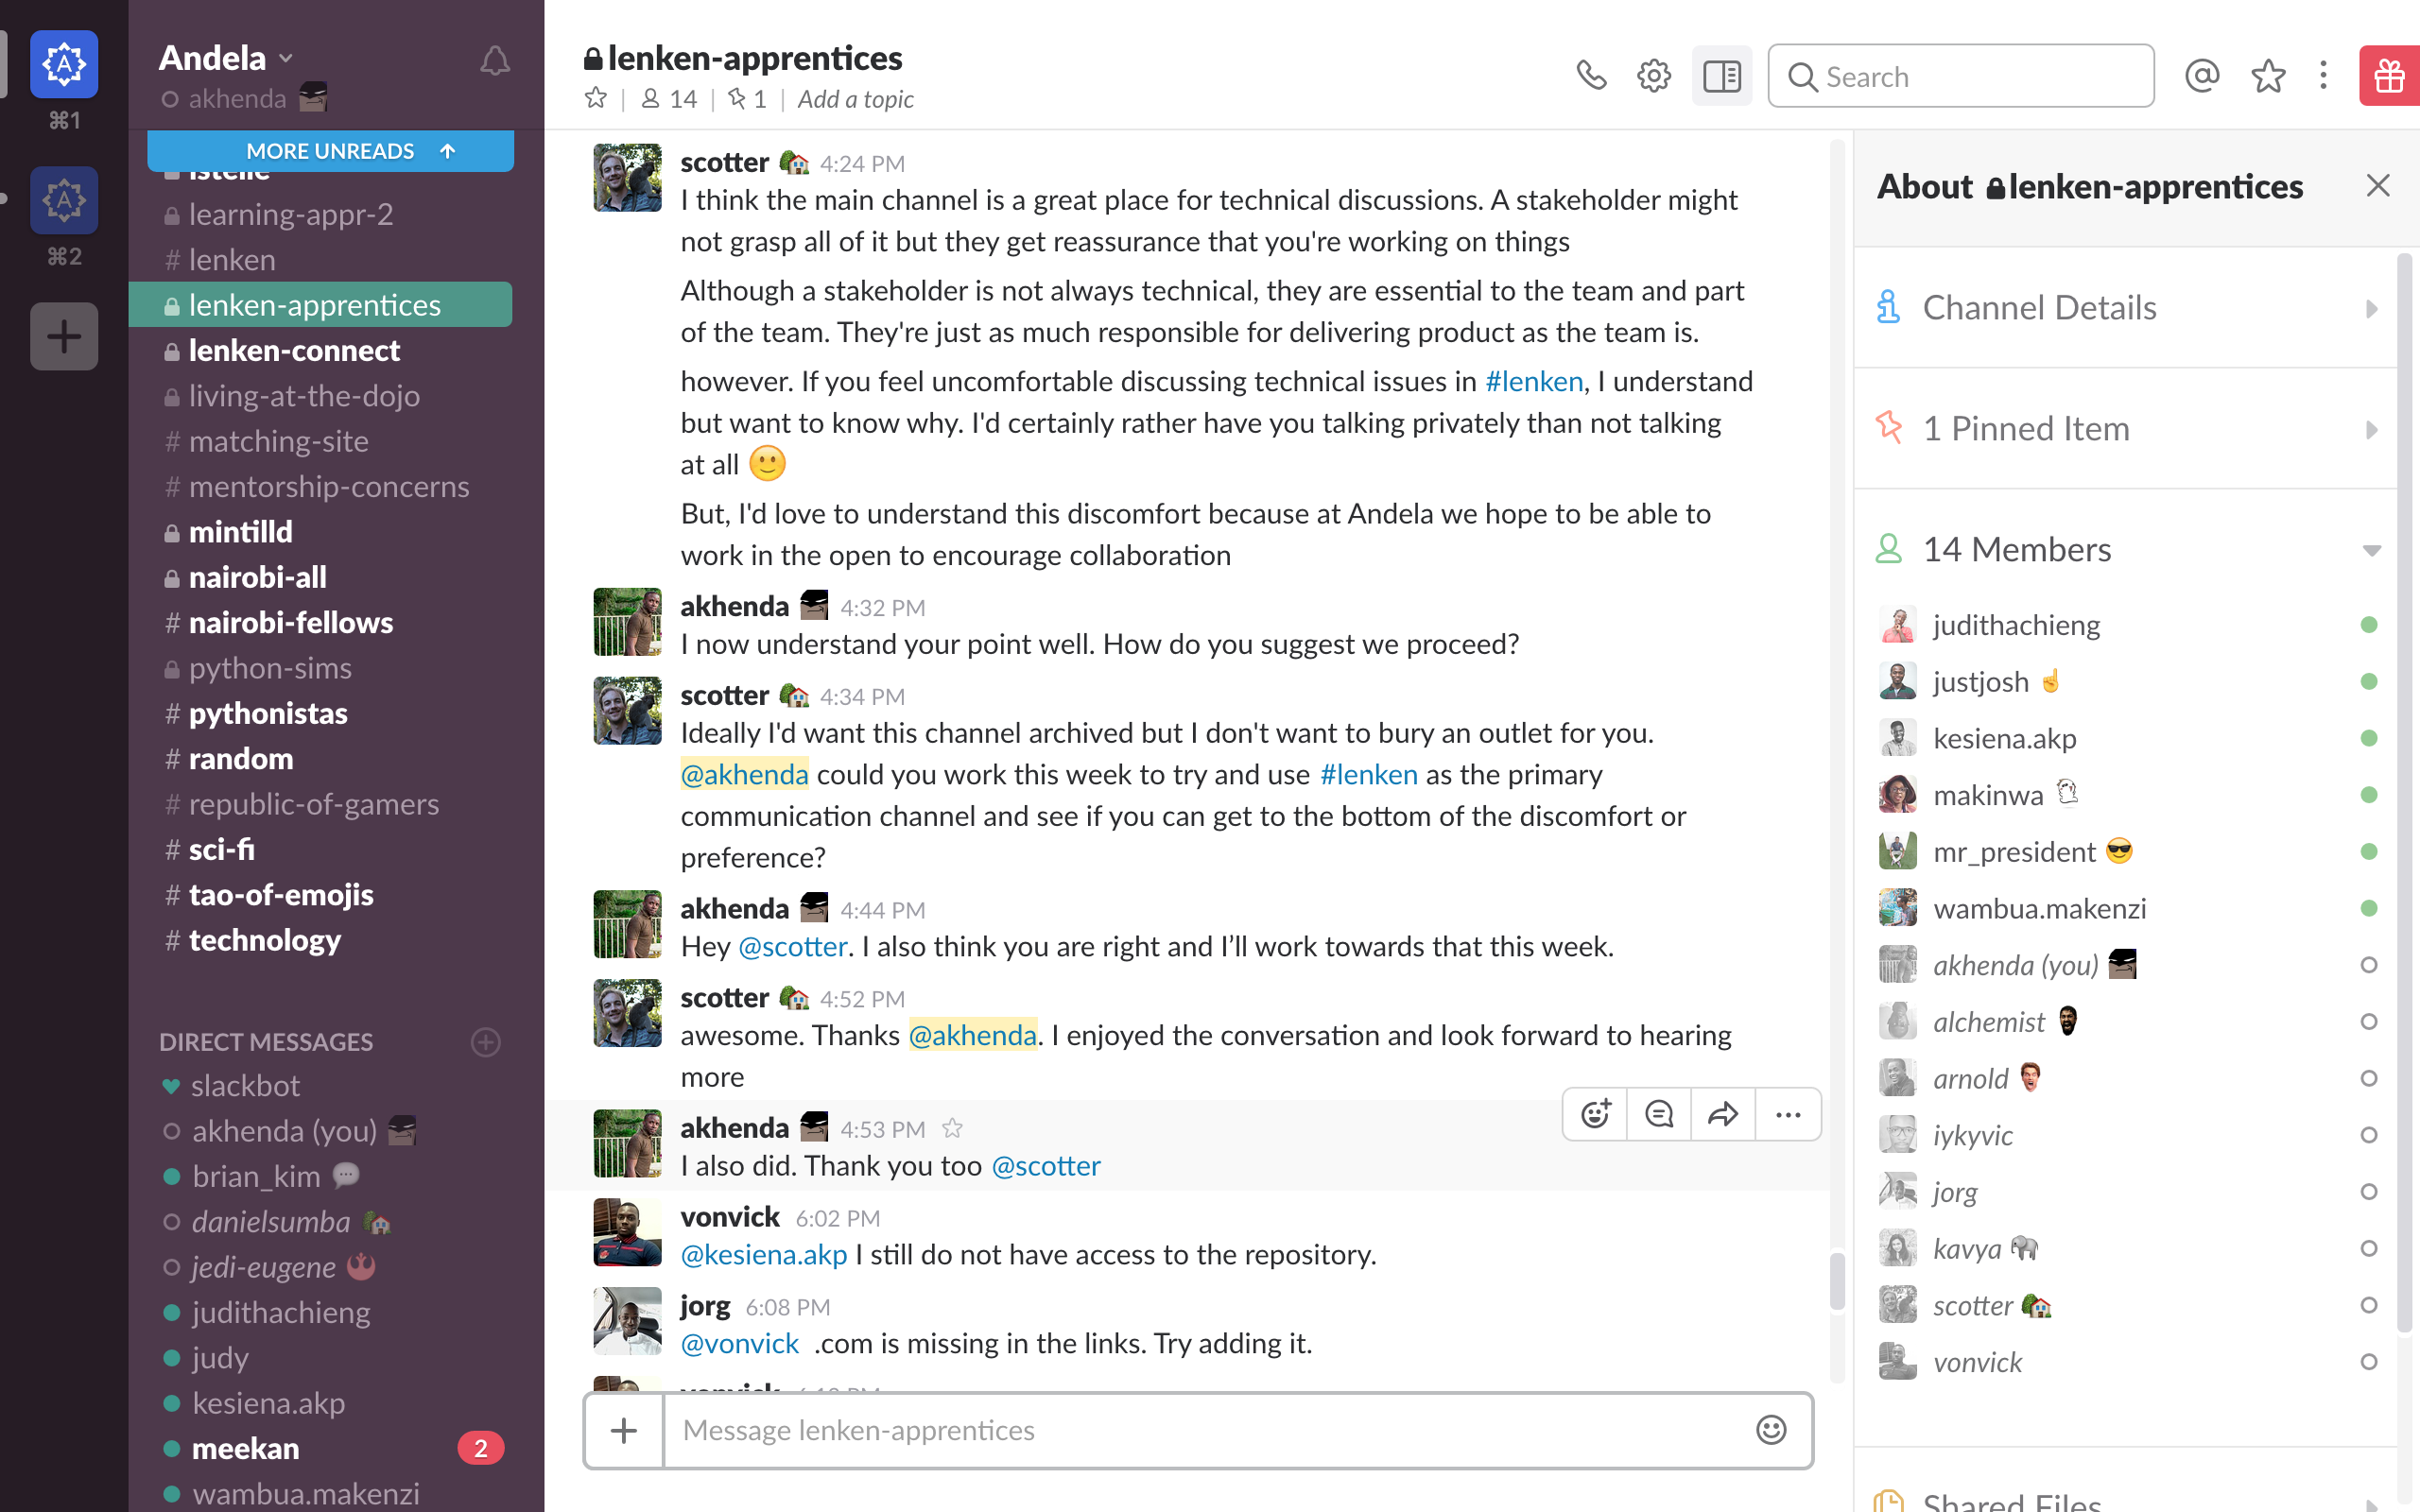 A
⌘1
A
⌘2
+
Andela
akhenda
MORE UNREADS ↑
learning-appr-2
# lenken
lenken-apprentices
lenken-connect
living-at-the-dojo
# matching-site
# mentorship-concerns
mintilld
nairobi-all
# nairobi-fellows
python-sims
# pythonistas
# random
# republic-of-gamers
# sci-fi
# tao-of-emojis
# technology
DIRECT MESSAGES
slackbot
akhenda (you)
brian_kim
danielsumba
jedi-eugene
judithachieng
judy
kesiena.akp
meekan 2
wambua.makenzi
lenken-apprentices
14 | 1 | Add a topic
Search
scotter 4:24 PM
I think the main channel is a great place for technical discussions. A stakeholder might
not grasp all of it but they get reassurance that you're working on things
Although a stakeholder is not always technical, they are essential to the team and part
of the team. They're just as much responsible for delivering product as the team is.
however. If you feel uncomfortable discussing technical issues in #lenken, I understand
but want to know why. I'd certainly rather have you talking privately than not talking
at all
But, I'd love to understand this discomfort because at Andela we hope to be able to
work in the open to encourage collaboration
akhenda 4:32 PM
I now understand your point well. How do you suggest we proceed?
scotter 4:34 PM
Ideally I'd want this channel archived but I don't want to bury an outlet for you.
@akhenda could you work this week to try and use #lenken as the primary
communication channel and see if you can get to the bottom of the discomfort or
preference?
akhenda 4:44 PM
Hey @scotter. I also think you are right and I’ll work towards that this week.
scotter 4:52 PM
awesome. Thanks @akhenda. I enjoyed the conversation and look forward to hearing
more
akhenda 4:53 PM
I also did. Thank you too @scotter
vonvick 6:02 PM
@kesiena.akp I still do not have access to the repository.
jorg 6:08 PM
@vonvick .com is missing in the links. Try adding it.
vonvick
Message lenken-apprentices
About lenken-apprentices
Channel Details
1 Pinned Item
14 Members
judithachieng
justjosh
kesiena.akp
makinwa
mr_president
wambua.makenzi
akhenda (you)
alchemist
arnold
iykyvic
jorg
kavya
scotter
vonvick
Shared Files